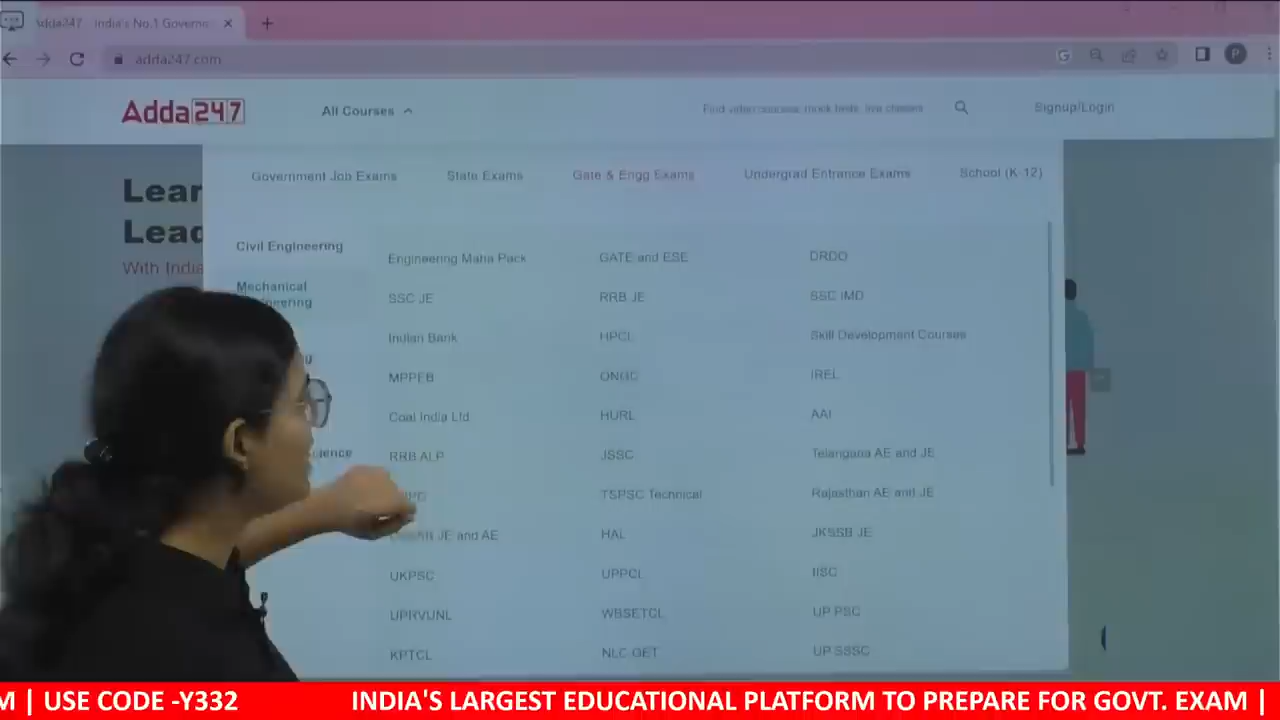 Adda247 - India's No.1 Governm
adda247.com
Adda247
All Courses
Find video courses, mock tests, live classes
Signup/Login
Government Job Exams
State Exams
Gate & Engg Exams
Undergrad Entrance Exams
School (K-12)
Lear
Lead
With India
Civil Engineering
Mechanical
Engineering Maha Pack
GATE and ESE
DRDO
SSC JE
RRB JE
SSC IMD
Indian Bank
HPCL
Skill Development Courses
MPPEB
ONGC
IREL
Coal India Ltd
HURL
AAI
RRB ALP
JSSC
Telangana AE and JE
TSPSC Technical
Rajasthan AE and JE
JE and AE
HAL
JKSSB JE
UKPSC
UPPCL
IISC
UPRVUNL
WBSETCL
UP PSC
KPTCL
NLC GET
UP SSSC
M | USE CODE -Y332 INDIA'S LARGEST EDUCATIONAL PLATFORM TO PREPARE FOR GOVT. EXAM |